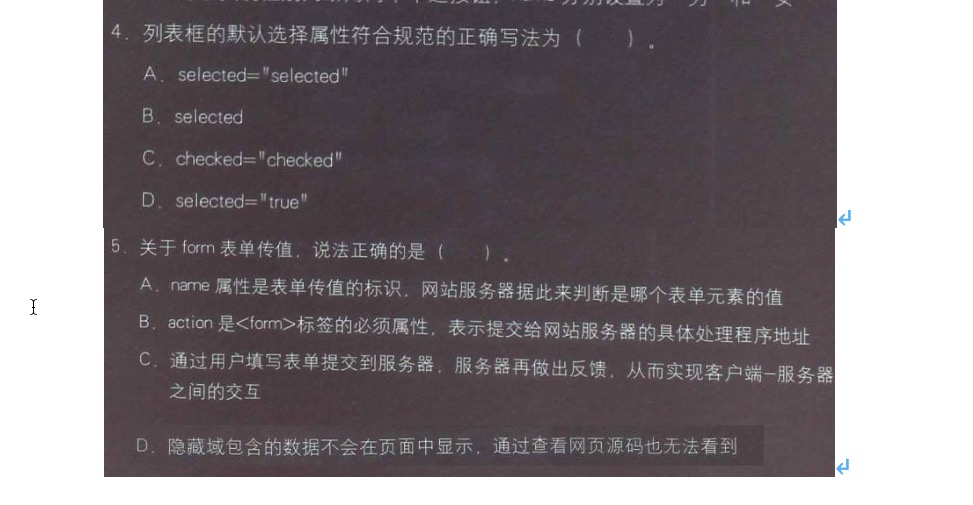 4. 列表框的默认选择属性符合规范的正确写法为（　　）。
A. selected="selected"
B. selected
C. checked="checked"
D. selected="true"
5. 关于 form 表单传值，说法正确的是（　　）。
A. name 属性是表单传值的标识，网站服务器据此来判断是哪个表单元素的值
B. action 是<form>标签的必须属性，表示提交给网站服务器的具体处理程序地址
C. 通过用户填写表单提交到服务器，服务器再做出反馈，从而实现客户端-服务器
之间的交互
D. 隐藏域包含的数据不会在页面中显示，通过查看网页源码也无法看到